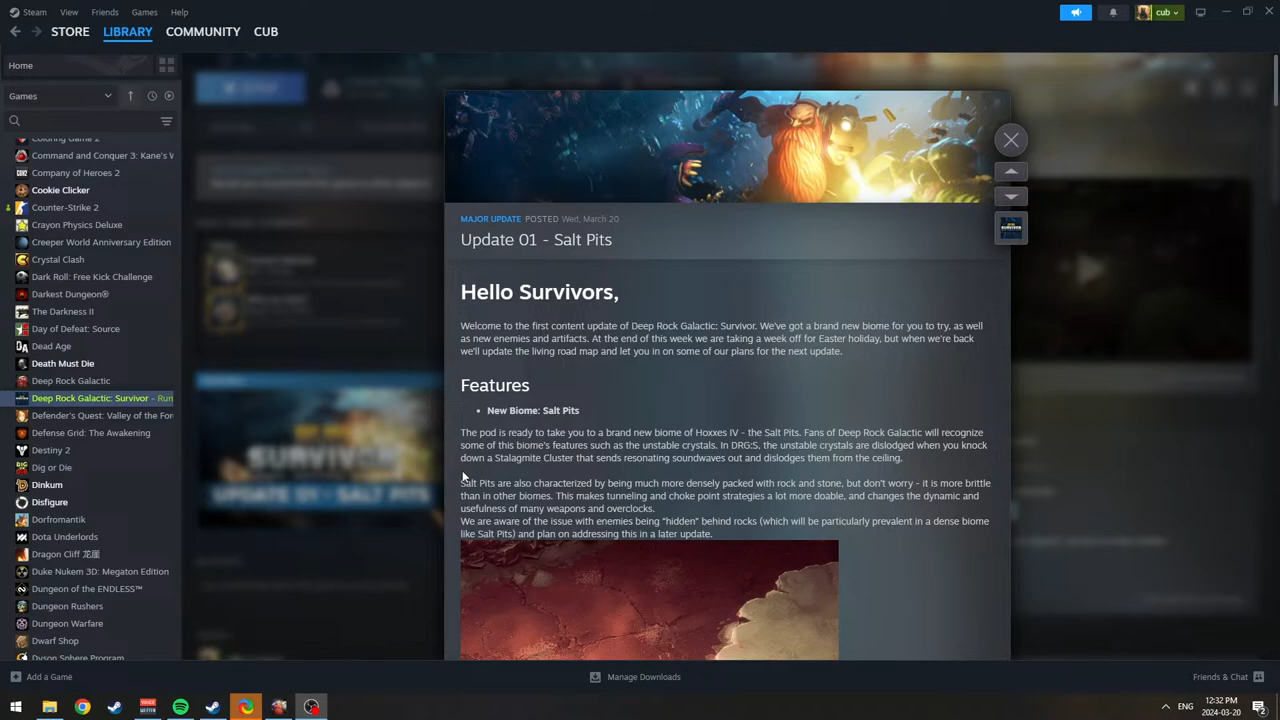 Steam View Friends Games Help
cub
STORE LIBRARY COMMUNITY CUB
Home
Games
Coloring Game 2
Command and Conquer 3: Kane's W
Company of Heroes 2
Cookie Clicker
Counter-Strike 2
Crayon Physics Deluxe
Creeper World Anniversary Edition
Crystal Clash
Dark Roll: Free Kick Challenge
Darkest Dungeon®
The Darkness II
Day of Defeat: Source
Dead Age
Death Must Die
Deep Rock Galactic
Deep Rock Galactic: Survivor - Run
Defender's Quest: Valley of the For
Defense Grid: The Awakening
Destiny 2
Dig or Die
Dinkum
Disfigure
Dorfromantik
Dota Underlords
Dragon Cliff 龙崖
Duke Nukem 3D: Megaton Edition
Dungeon of the ENDLESS™
Dungeon Rushers
Dungeon Warfare
Dwarf Shop
Dyson Sphere Program
MAJOR UPDATE POSTED Wed, March 20
Update 01 - Salt Pits
Hello Survivors,
Welcome to the first content update of Deep Rock Galactic: Survivor. We've got a brand new biome for you to try, as well
as new enemies and artifacts. At the end of this week we are taking a week off for Easter holiday, but when we're back
we'll update the living road map and let you in on some of our plans for the next update.
Features
• New Biome: Salt Pits
The pod is ready to take you to a brand new biome of Hoxxes IV - the Salt Pits. Fans of Deep Rock Galactic will recognize
some of this biome's features such as the unstable crystals. In DRG:S, the unstable crystals are dislodged when you knock
down a Stalagmite Cluster that sends resonating soundwaves out and dislodges them from the ceiling.
Salt Pits are also characterized by being much more densely packed with rock and stone, but don't worry - it is more brittle
than in other biomes. This makes tunneling and choke point strategies a lot more doable, and changes the dynamic and
usefulness of many weapons and overclocks.
We are aware of the issue with enemies being "hidden" behind rocks (which will be particularly prevalent in a dense biome
like Salt Pits) and plan on addressing this in a later update.
Add a Game
Manage Downloads
Friends & Chat
ENG
12:32 PM
2024-03-20
2